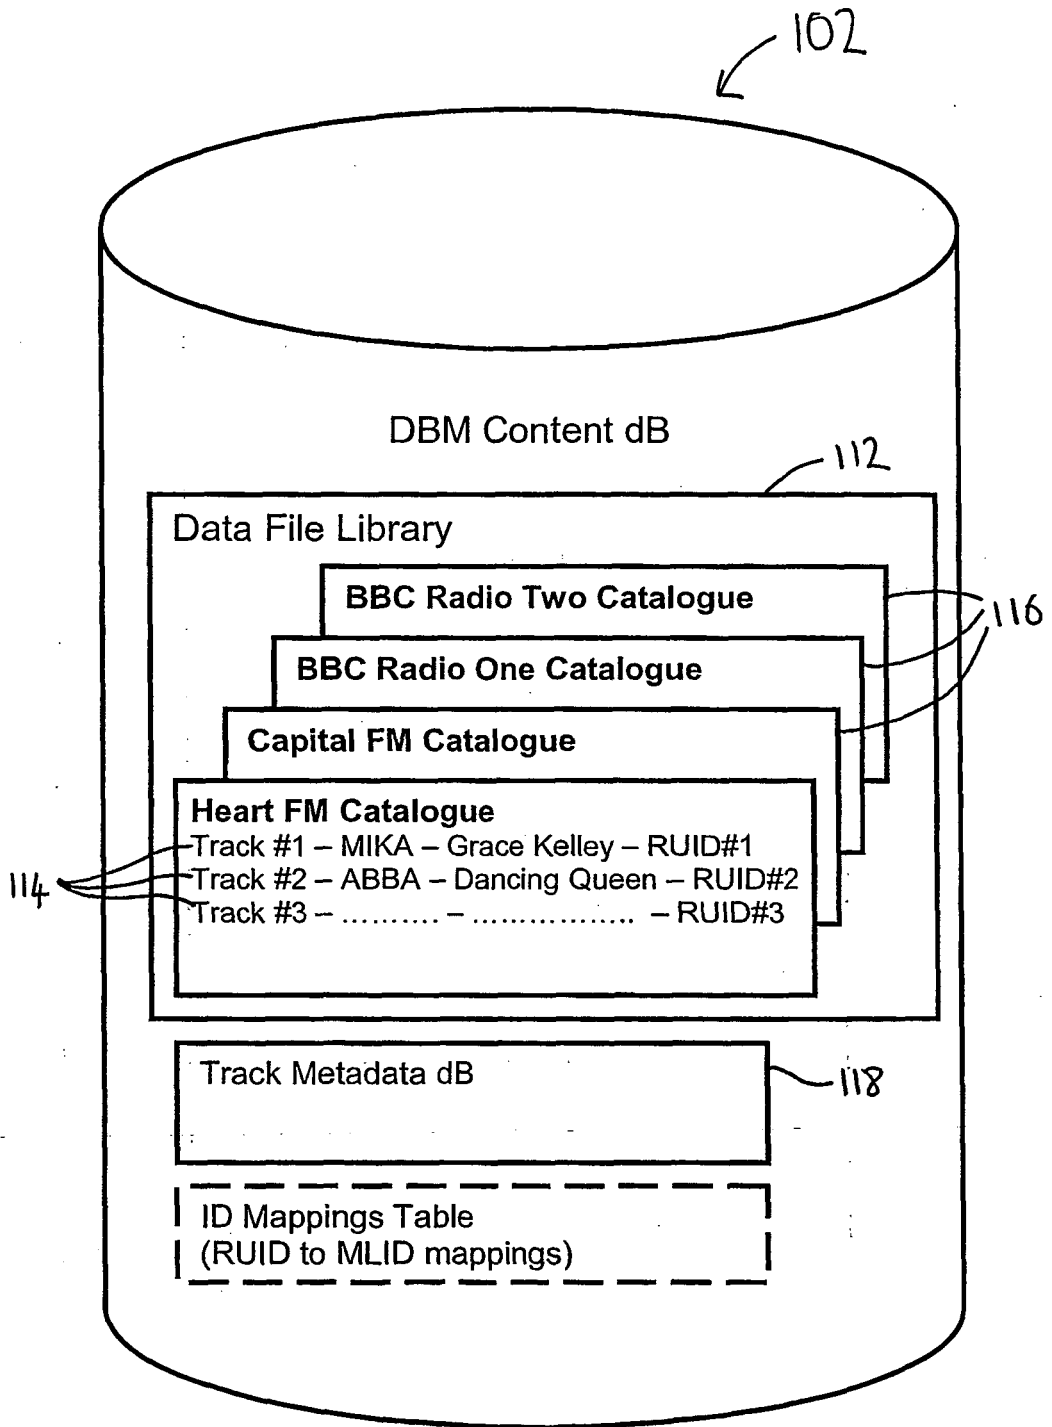 102
DBM Content dB
112
Data File Library
BBC Radio Two Catalogue
116
BBC Radio One Catalogue
Capital FM Catalogue
Heart FM Catalogue
Track #1 – MIKA – Grace Kelley – RUID#1
114
Track #2 – ABBA – Dancing Queen – RUID#2
Track #3 – .......... – ................. – RUID#3
Track Metadata dB
118
ID Mappings Table
(RUID to MLID mappings)